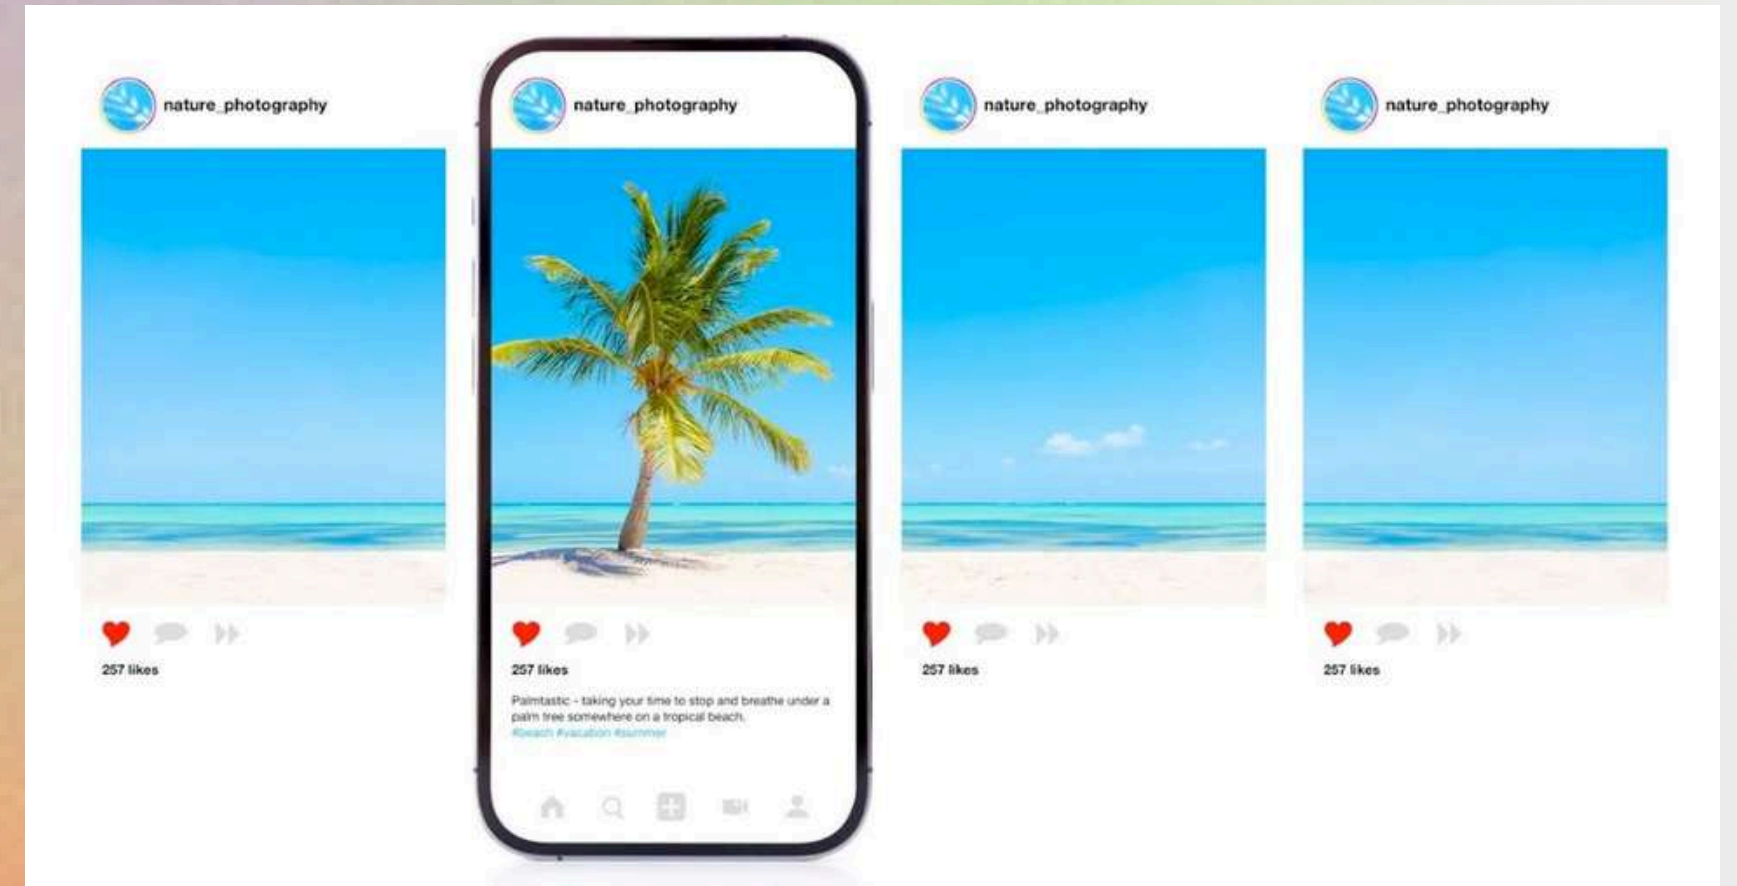 nature_photography
nature_photography
nature_photography
nature_photography
257 likes
257 likes
257 likes
257 likes
Palmtastic - taking your time to stop and breathe under a
palm tree somewhere on a tropical beach.
#beach #vacation #summer